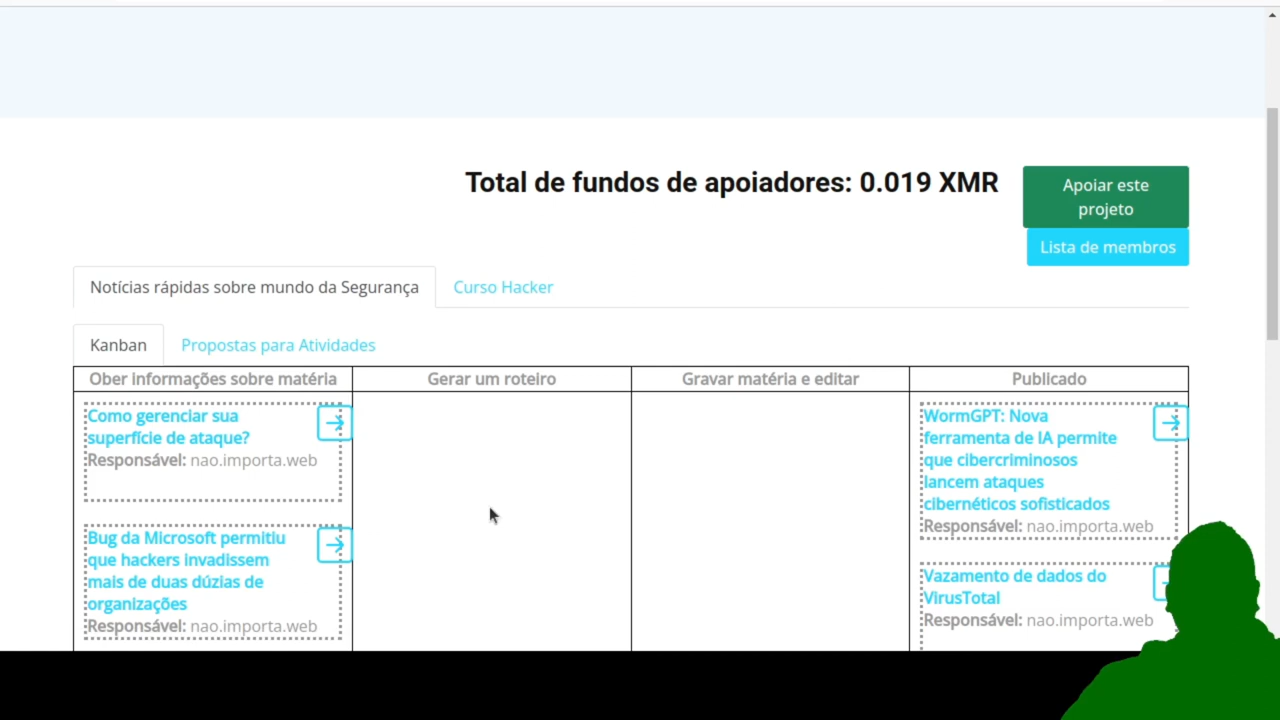 Total de fundos de apoiadores: 0.019 XMR
Apoiar este
projeto
Lista de membros
Notícias rápidas sobre mundo da Segurança
Curso Hacker
Kanban
Propostas para Atividades
Ober informações sobre matéria
Gerar um roteiro
Gravar matéria e editar
Publicado
Como gerenciar sua
superfície de ataque?
Responsável: nao.importa.web
Bug da Microsoft permitiu
que hackers invadissem
mais de duas dúzias de
organizações
Responsável: nao.importa.web
WormGPT: Nova
ferramenta de IA permite
que cibercriminosos
lancem ataques
cibernéticos sofisticados
Responsável: nao.importa.web
Vazamento de dados do
VirusTotal
Responsável: nao.importa.web